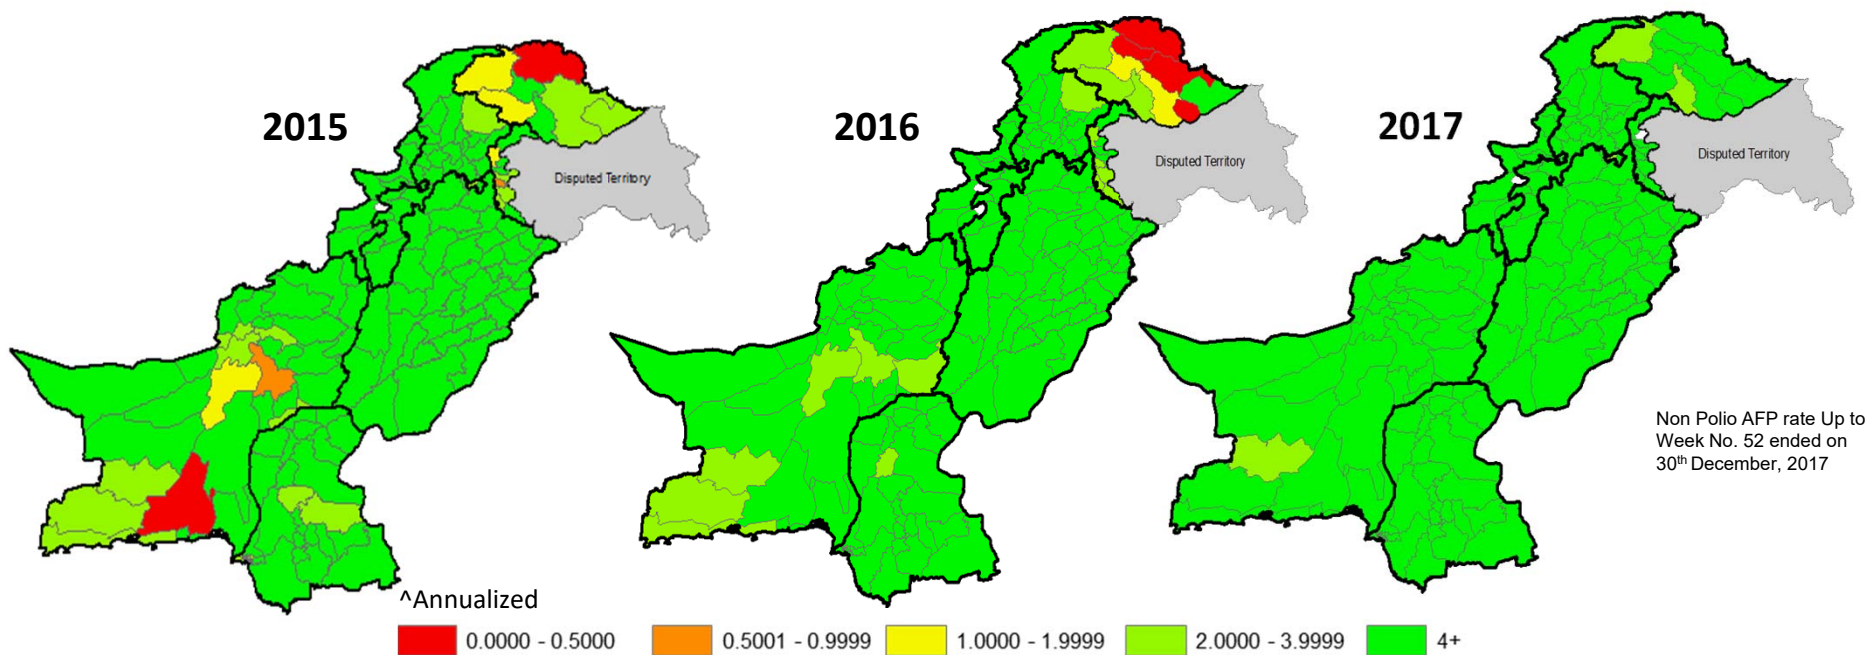 2015
2016
2017
Disputed Territory
Disputed Territory
Disputed Territory
Non Polio AFP rate Up to
Week No. 52 ended on
30th December, 2017
^Annualized
0.0000 - 0.5000
0.5001 - 0.9999
1.0000 - 1.9999
2.0000 - 3.9999
4+